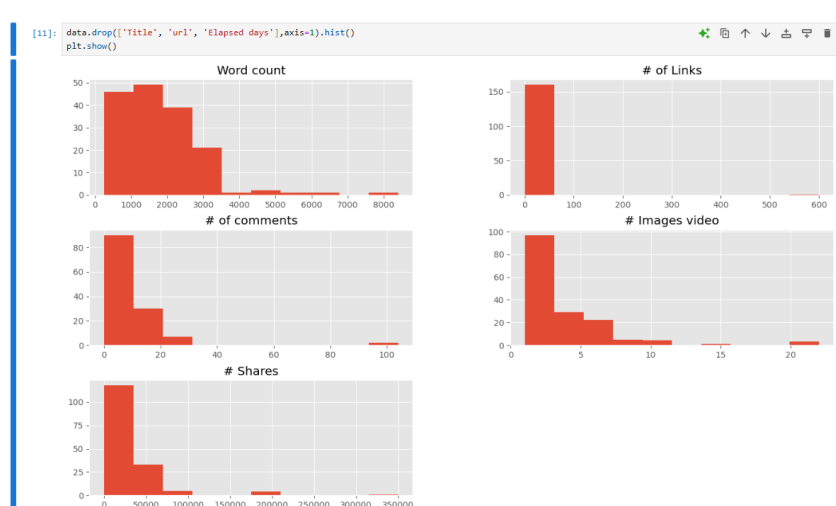 [11]: data.drop(['Title', 'url', 'Elapsed days'],axis=1).hist()
plt.show()
Word count
50
40
30
20
10
0
0 1000 2000 3000 4000 5000 6000 7000 8000
# of Links
150
100
50
0
0 100 200 300 400 500 600
# of comments
80
60
40
20
0
0 20 40 60 80 100
# Images video
100
80
60
40
20
0
0 5 10 15 20
# Shares
100
75
50
25
0
0 50000 100000 150000 200000 250000 300000 350000